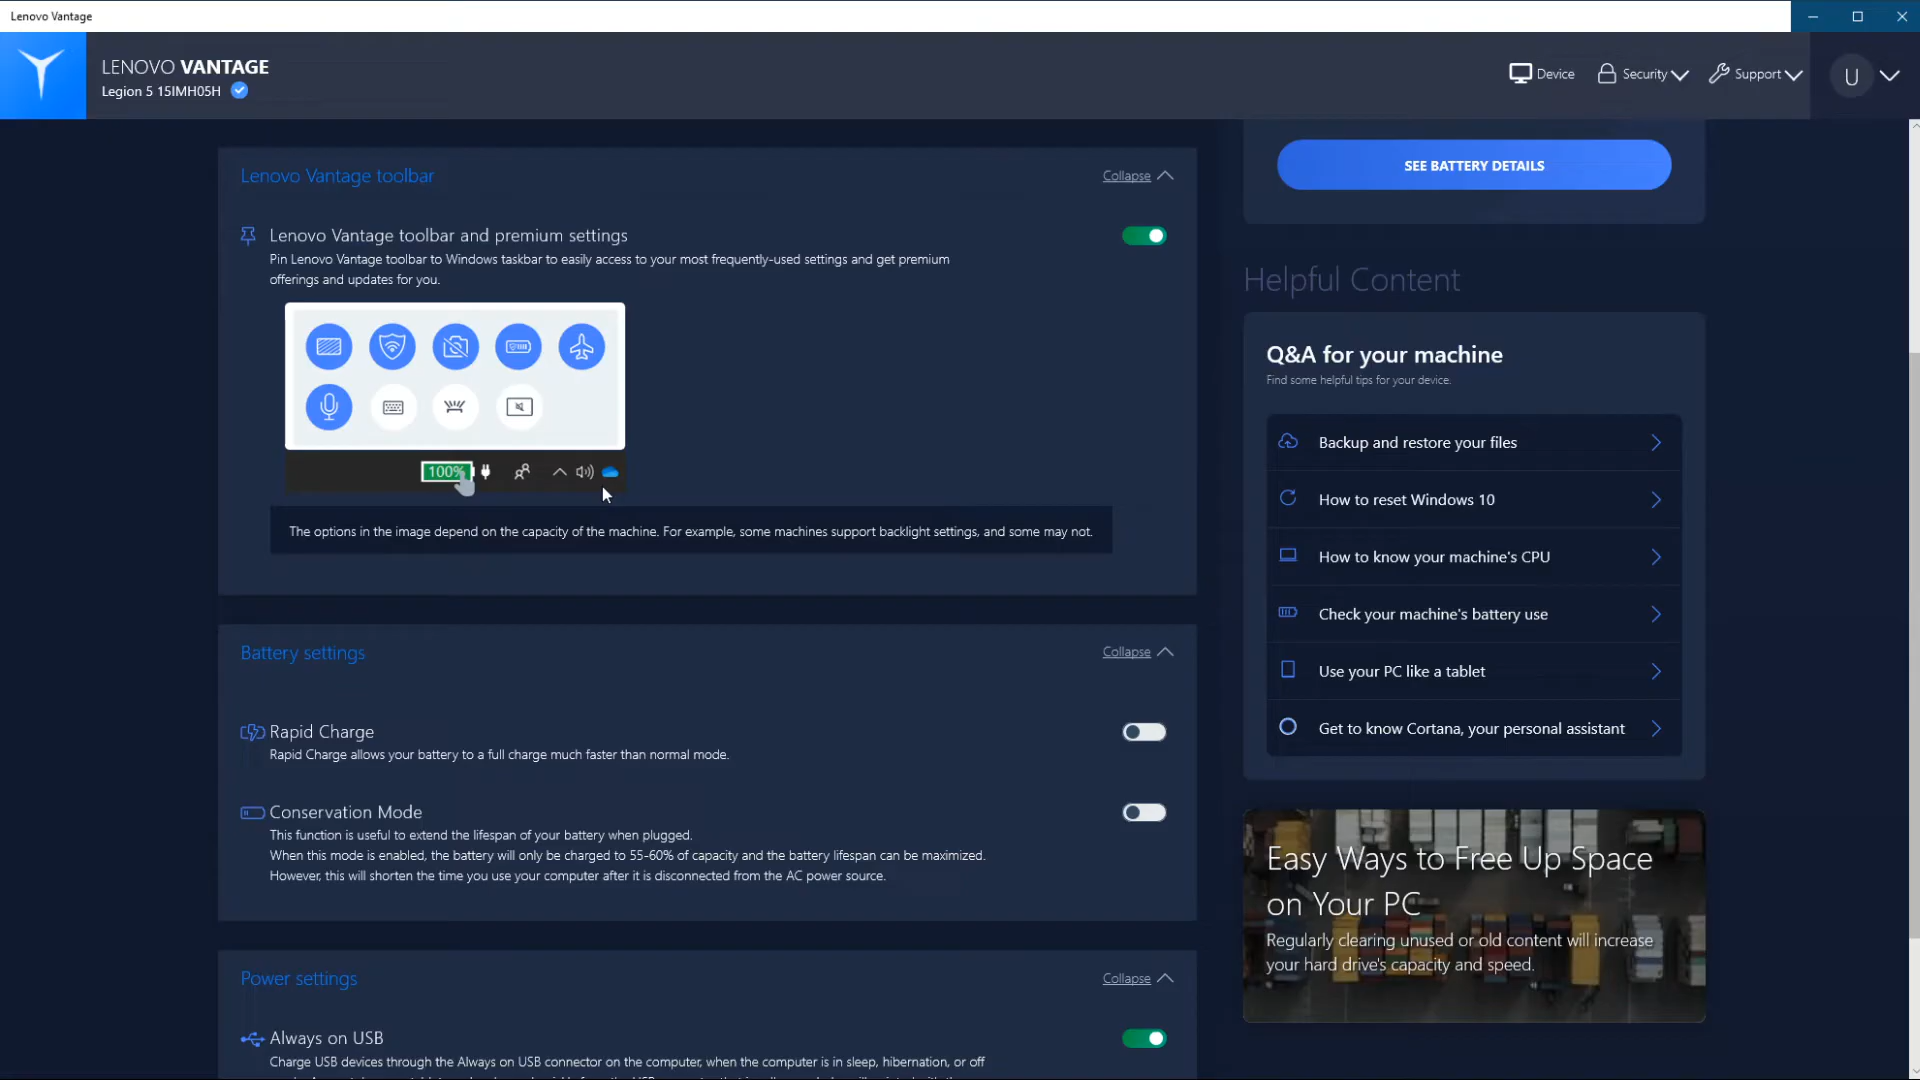 Lenovo Vantage
LENOVO VANTAGE
Legion 5 15IMH05H
Device
Security
Support
U
Lenovo Vantage toolbar
Collapse
Lenovo Vantage toolbar and premium settings
Pin Lenovo Vantage toolbar to Windows taskbar to easily access to your most frequently-used settings and get premium
offerings and updates for you.
100%
The options in the image depend on the capacity of the machine. For example, some machines support backlight settings, and some may not.
Battery settings
Collapse
Rapid Charge
Rapid Charge allows your battery to a full charge much faster than normal mode.
Conservation Mode
This function is useful to extend the lifespan of your battery when plugged.
When this mode is enabled, the battery will only be charged to 55-60% of capacity and the battery lifespan can be maximized.
However, this will shorten the time you use your computer after it is disconnected from the AC power source.
Power settings
Collapse
Always on USB
Charge USB devices through the Always on USB connector on the computer, when the computer is in sleep, hibernation, or off
SEE BATTERY DETAILS
Helpful Content
Q&A for your machine
Find some helpful tips for your device.
Backup and restore your files
How to reset Windows 10
How to know your machine's CPU
Check your machine's battery use
Use your PC like a tablet
Get to know Cortana, your personal assistant
Easy Ways to Free Up Space
on Your PC
Regularly clearing unused or old content will increase
your hard drive's capacity and speed.